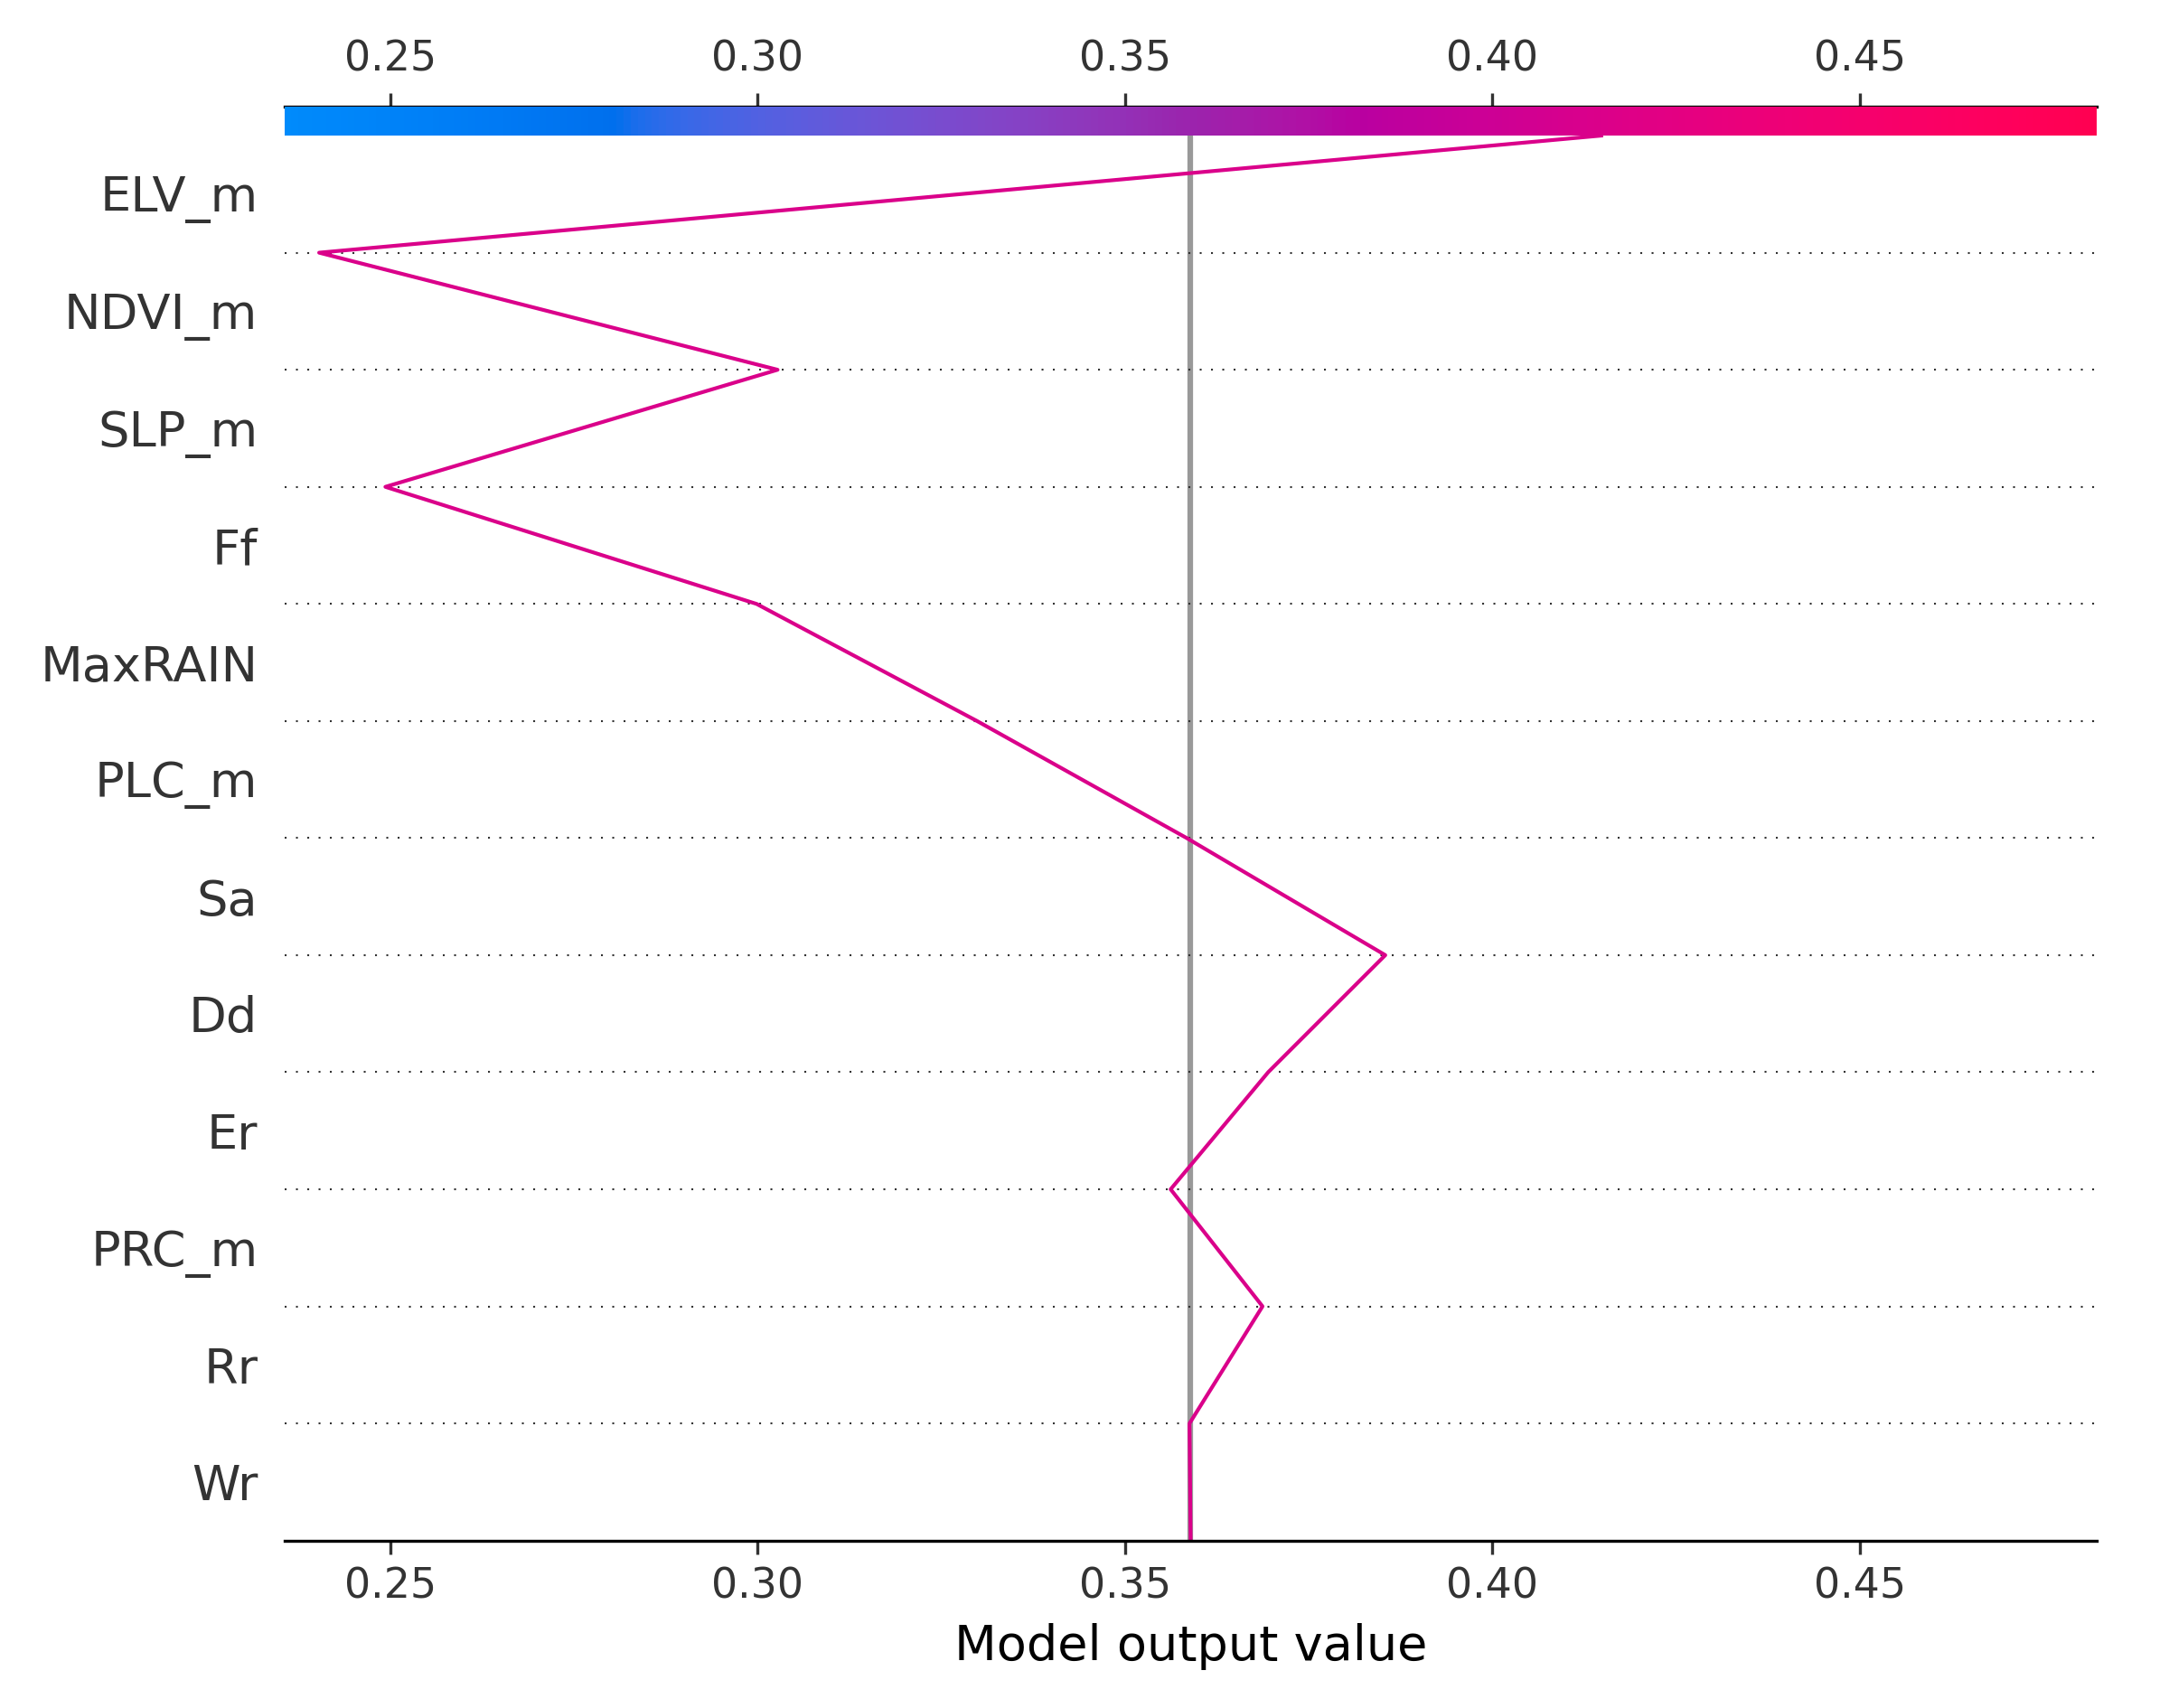 0.25 0.30 0.35 0.40 0.45
ELV_m
NDVI_m
SLP_m
Ff
MaxRAIN
PLC_m
Sa
Dd
Er
PRC_m
Rr
Wr
0.25 0.30 0.35 0.40 0.45
Model output value